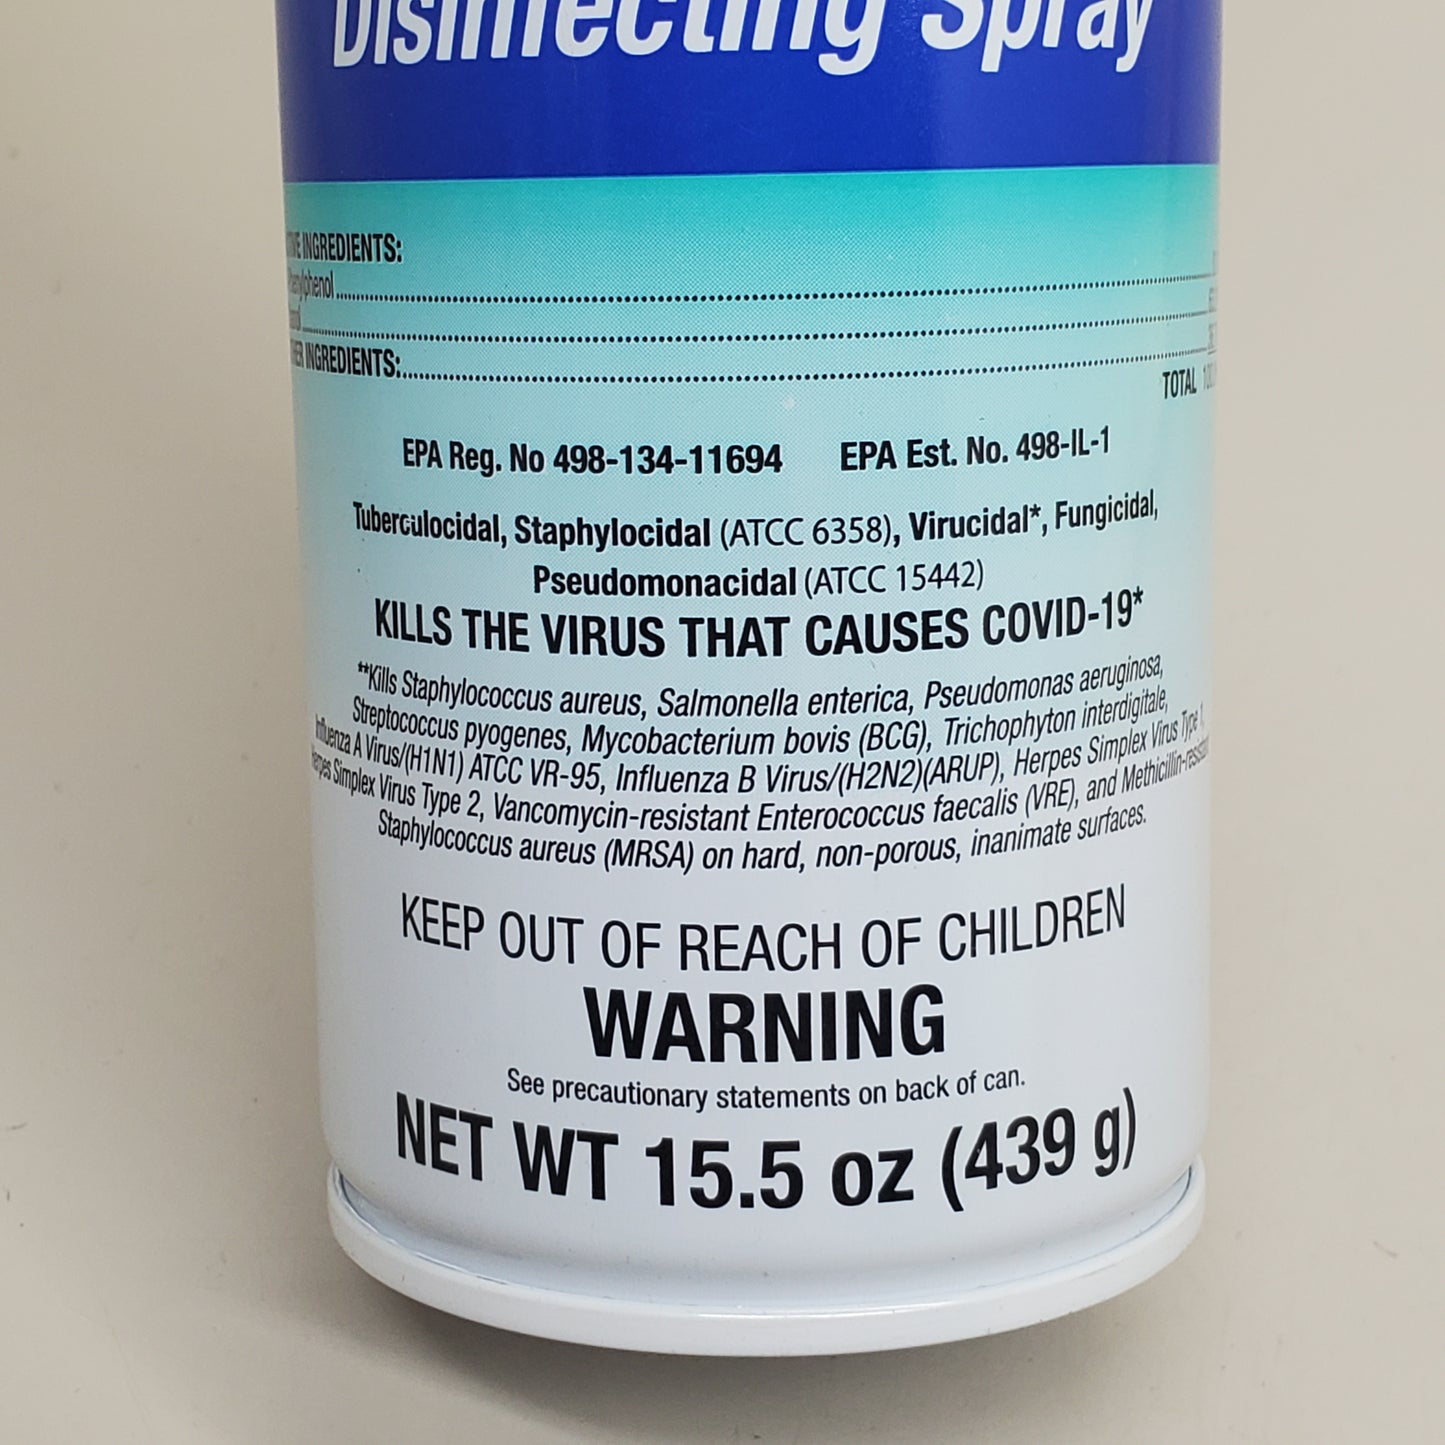 Disinfecting Spray
INGREDIENTS:
INGREDIENTS:
TOTAL
EPA Reg. No 498-134-11694 EPA Est. No. 498-IL-1
Tuberculocidal, Staphylocidal (ATCC 6358), Virucidal*, Fungicidal,
Pseudomonacidal (ATCC 15442)
KILLS THE VIRUS THAT CAUSES COVID-19*
**Kills Staphylococcus aureus, Salmonella enterica, Pseudomonas aeruginosa,
Streptococcus pyogenes, Mycobacterium bovis (BCG), Trichophyton interdigitale,
Influenza A Virus/(H1N1) ATCC VR-95, Influenza B Virus/(H2N2)(ARUP), Herpes Simplex Virus Type 1,
Herpes Simplex Virus Type 2, Vancomycin-resistant Enterococcus faecalis (VRE), and Methicillin-resistant
Staphylococcus aureus (MRSA) on hard, non-porous, inanimate surfaces.
KEEP OUT OF REACH OF CHILDREN
WARNING
See precautionary statements on back of can.
NET WT 15.5 oz (439 g)